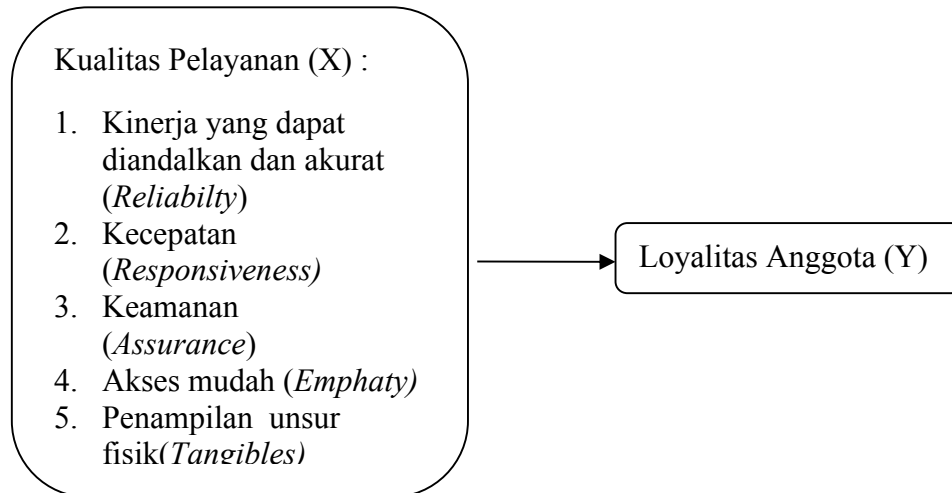 Kualitas Pelayanan (X) :
1. Kinerja yang dapat
diandalkan dan akurat
(Reliabilty)
2. Kecepatan
(Responsiveness)
3. Keamanan
(Assurance)
4. Akses mudah (Emphaty)
5. Penampilan unsur
fisik(Tangibles)
Loyalitas Anggota (Y)